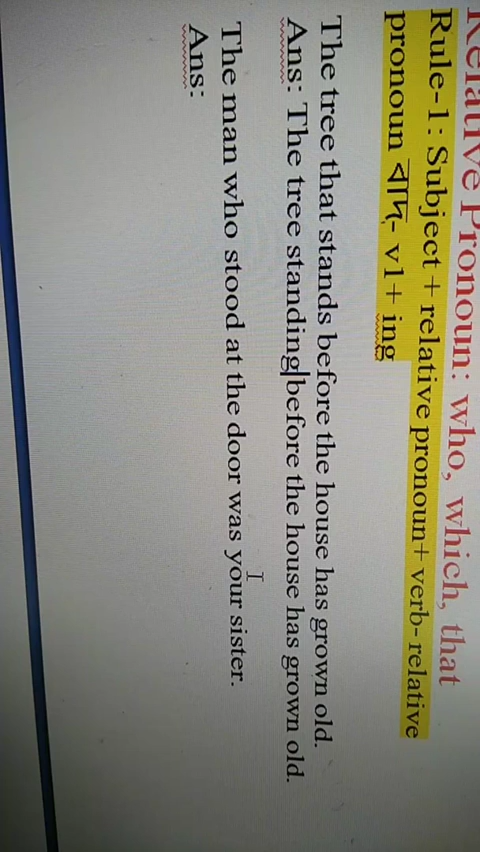 Relative Pronoun: who, which, that
Rule-1: Subject + relative pronoun+ verb- relative
pronoun বাদ- v1+ ing
The tree that stands before the house has grown old.
Ans: The tree standing before the house has grown old.
The man who stood at the door was your sister.
Ans: